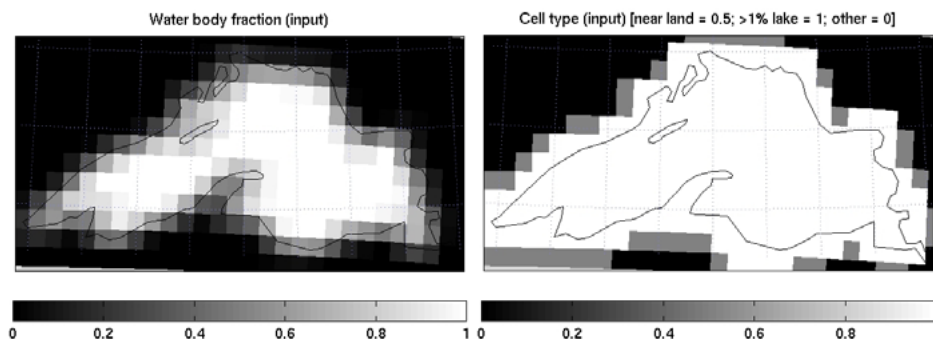 Water body fraction (input)
Cell type (input) [near land = 0.5; >1% lake = 1; other = 0]
0 0.2 0.4 0.6 0.8 1
0 0.2 0.4 0.6 0.8